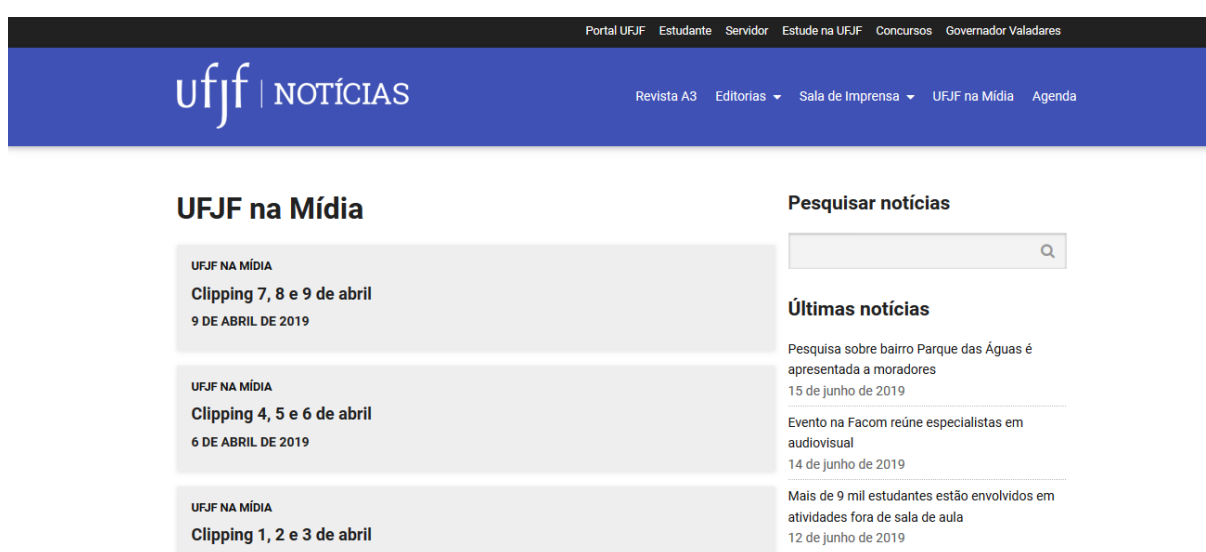 Portal UFJF Estudante Servidor Estude na UFJF Concursos Governador Valadares
ufjf | NOTÍCIAS
Revista A3 Editorias Sala de Imprensa UFJF na Mídia Agenda
UFJF na Mídia
UFJF NA MÍDIA
Clipping 7, 8 e 9 de abril
9 DE ABRIL DE 2019
UFJF NA MÍDIA
Clipping 4, 5 e 6 de abril
6 DE ABRIL DE 2019
UFJF NA MÍDIA
Clipping 1, 2 e 3 de abril
Pesquisar notícias
Últimas notícias
Pesquisa sobre bairro Parque das Águas é
apresentada a moradores
15 de junho de 2019
Evento na Facom reúne especialistas em
audiovisual
14 de junho de 2019
Mais de 9 mil estudantes estão envolvidos em
atividades fora de sala de aula
12 de junho de 2019